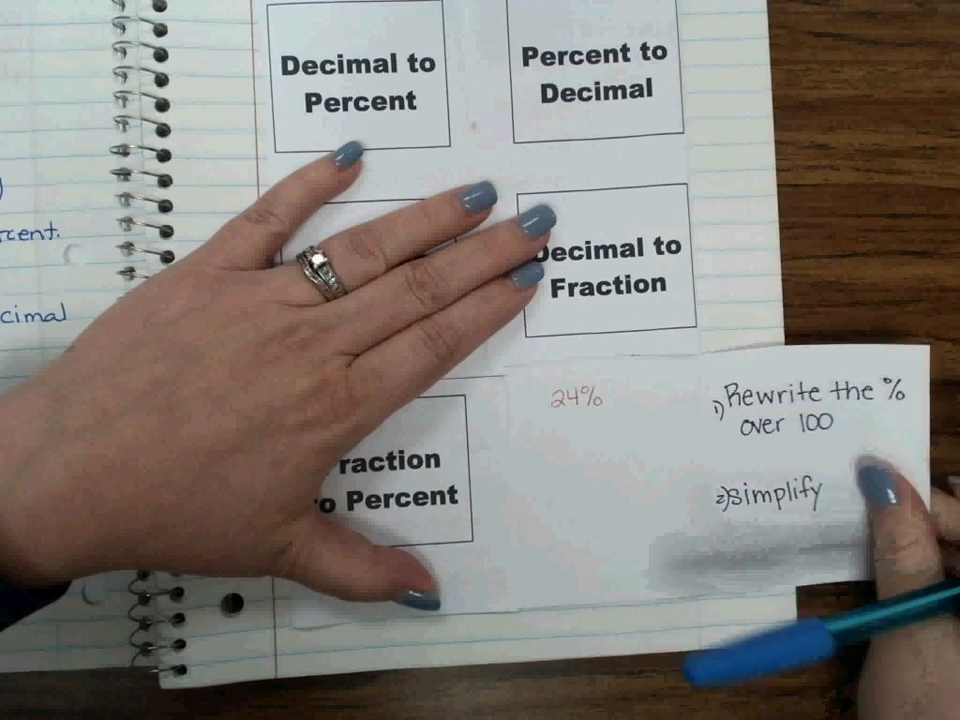 Decimal to
Percent
Percent to
Decimal
rcent.
cimal
Decimal to
Fraction
raction
o Percent
24%
1) Rewrite the %
over 100
2) simplify